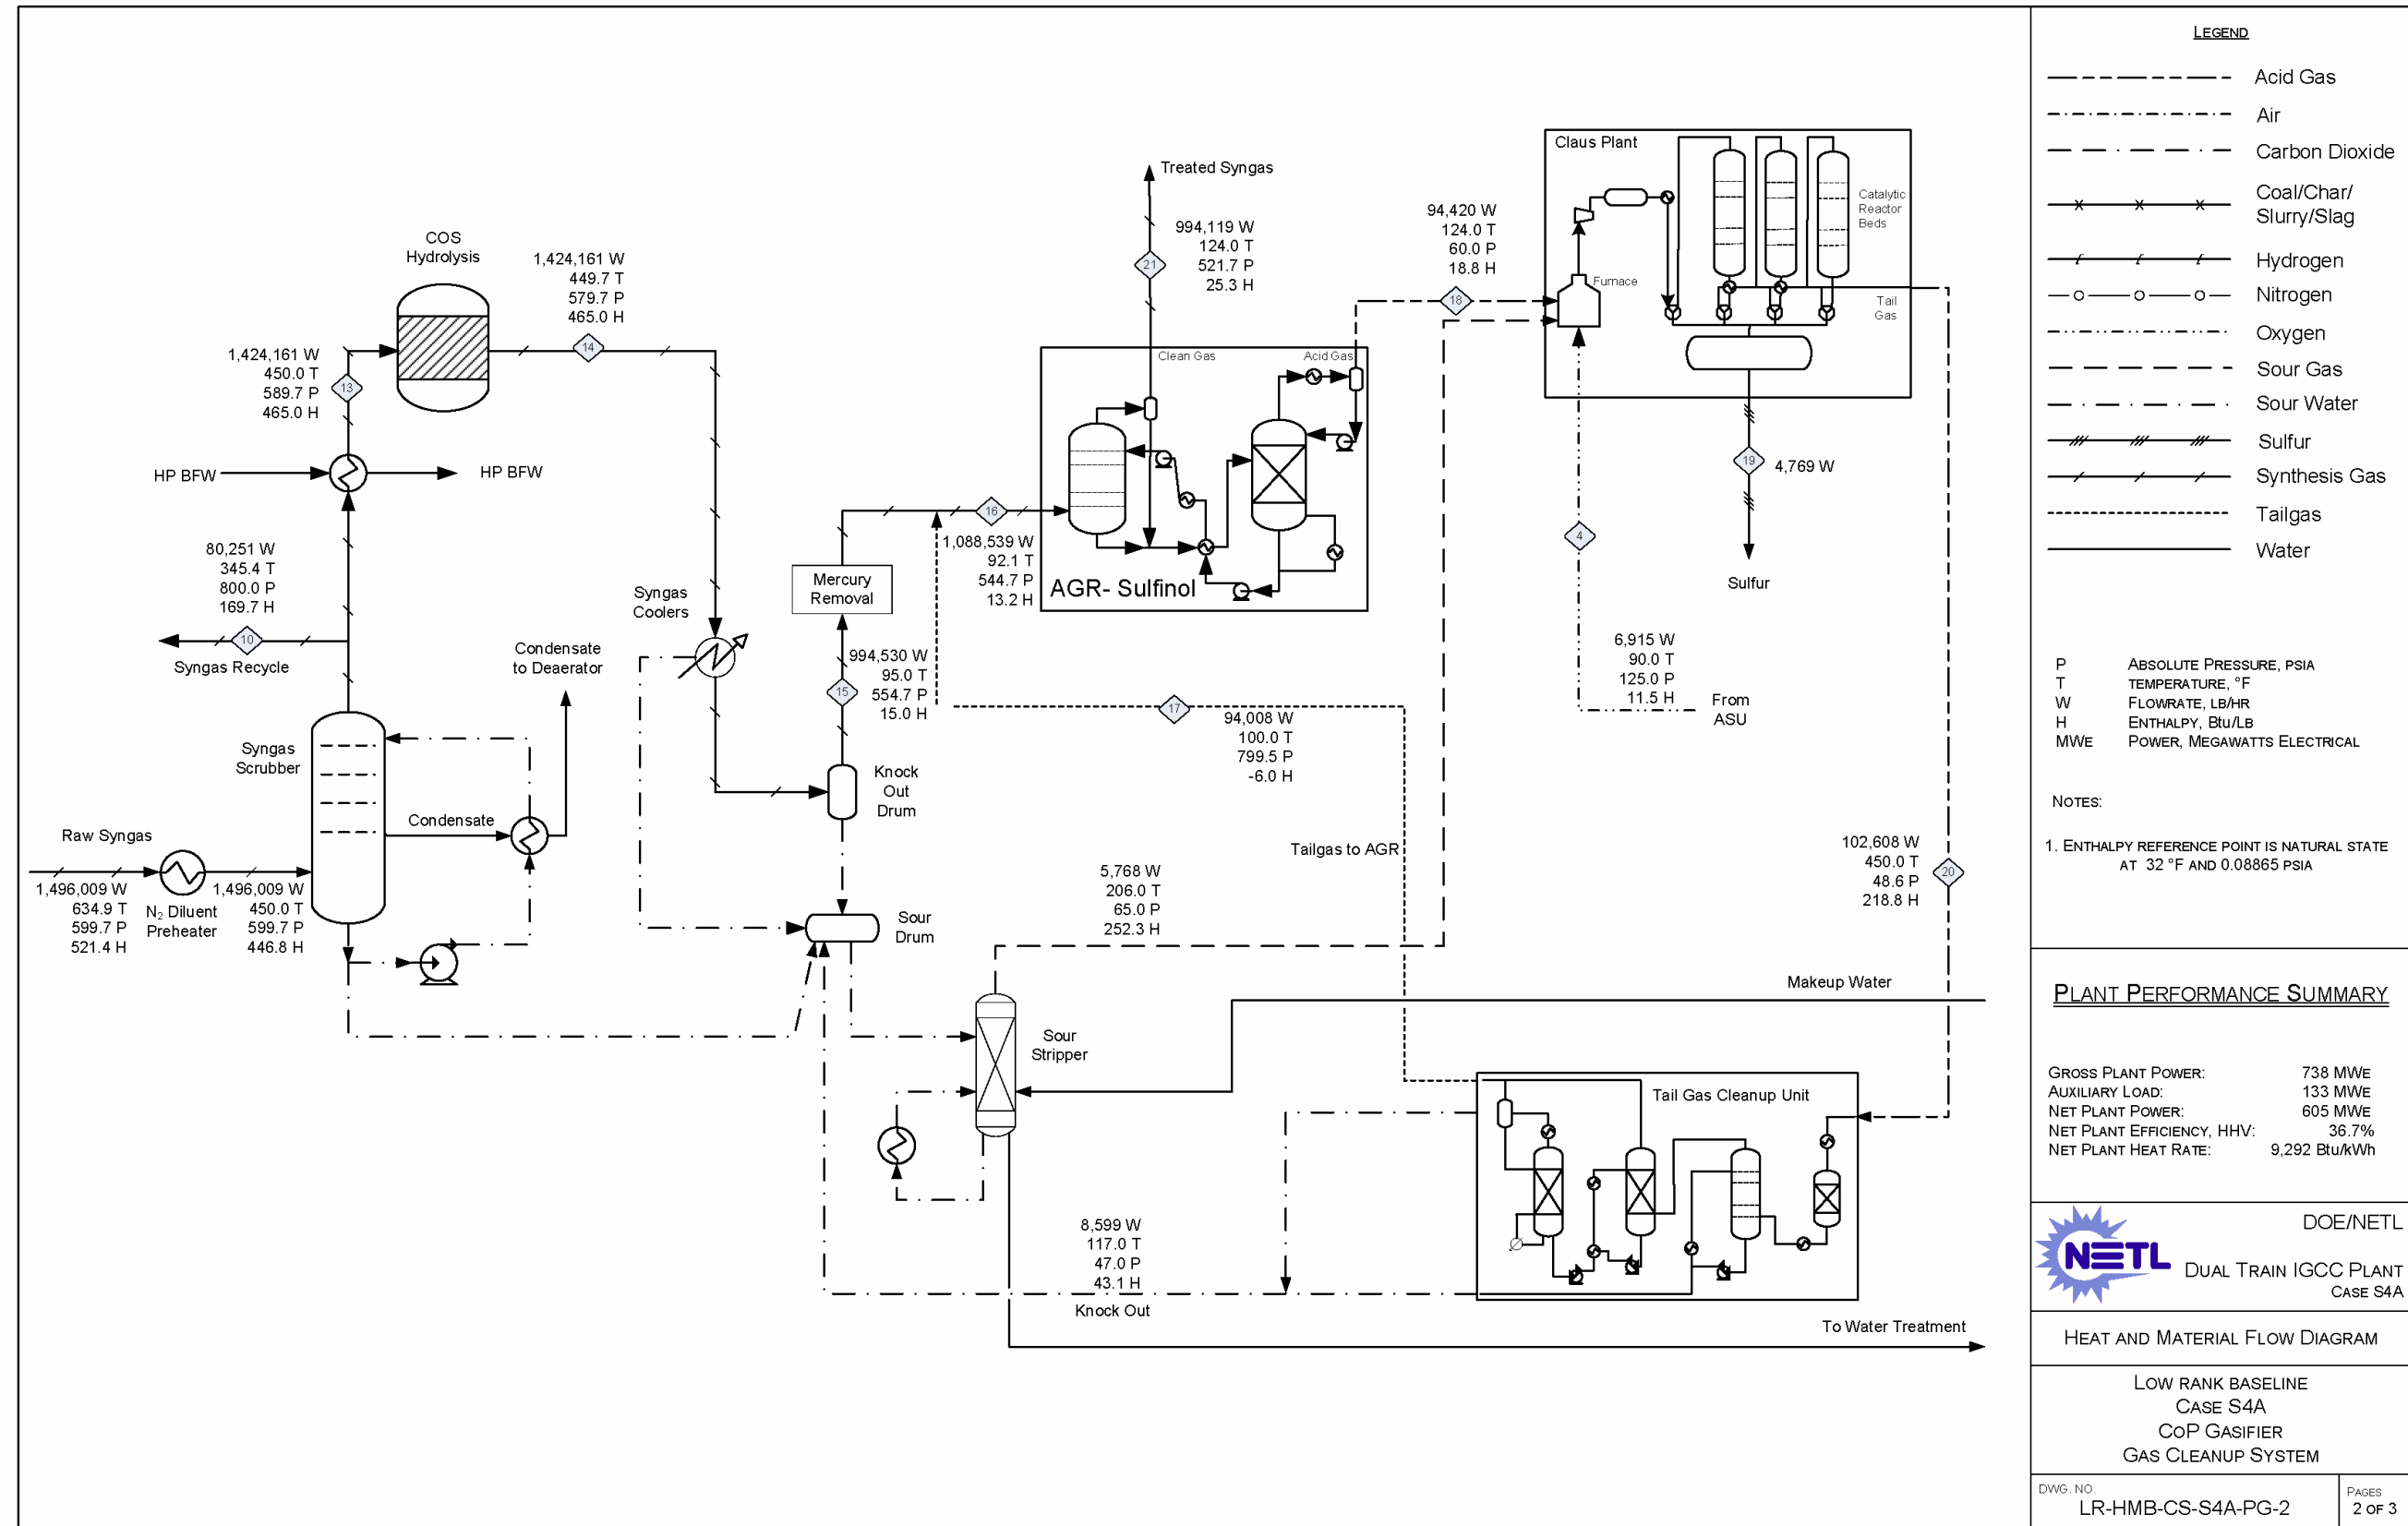 Treated Syngas
994,119 W
124.0 T
521.7 P
25.3 H
21
COS
Hydrolysis
1,424,161 W
449.7 T
579.7 P
465.0 H
14
1,424,161 W
450.0 T
589.7 P
465.0 H
13
HP BFW
HP BFW
80,251 W
345.4 T
800.0 P
169.7 H
10
Syngas Recycle
Syngas
Scrubber
Condensate
to Deaerator
Condensate
Raw Syngas
1,496,009 W
634.9 T
599.7 P
521.4 H
N2 Diluent
Preheater
1,496,009 W
450.0 T
599.7 P
446.8 H
Syngas
Coolers
Mercury
Removal
994,530 W
95.0 T
554.7 P
15.0 H
15
Knock
Out
Drum
Sour
Drum
16
1,088,539 W
92.1 T
544.7 P
13.2 H
Clean Gas
Acid Gas
AGR- Sulfinol
94,420 W
124.0 T
60.0 P
18.8 H
18
Claus Plant
Furnace
Catalytic
Reactor
Beds
Tail
Gas
19
4,769 W
Sulfur
4
6,915 W
90.0 T
125.0 P
11.5 H
From
ASU
17
94,008 W
100.0 T
799.5 P
-6.0 H
Tailgas to AGR
5,768 W
206.0 T
65.0 P
252.3 H
102,608 W
450.0 T
48.6 P
218.8 H
20
Makeup Water
Sour
Stripper
Tail Gas Cleanup Unit
8,599 W
117.0 T
47.0 P
43.1 H
Knock Out
To Water Treatment
LEGEND
Acid Gas
Air
Carbon Dioxide
Coal/Char/
Slurry/Slag
Hydrogen
Nitrogen
Oxygen
Sour Gas
Sour Water
Sulfur
Synthesis Gas
Tailgas
Water
P ABSOLUTE PRESSURE, PSIA
T TEMPERATURE, °F
W FLOWRATE, LB/HR
H ENTHALPY, Btu/LB
MWE POWER, MEGAWATTS ELECTRICAL
NOTES:
1. ENTHALPY REFERENCE POINT IS NATURAL STATE
AT 32 °F AND 0.08865 PSIA
PLANT PERFORMANCE SUMMARY
GROSS PLANT POWER: 738 MWE
AUXILIARY LOAD: 133 MWE
NET PLANT POWER: 605 MWE
NET PLANT EFFICIENCY, HHV: 36.7%
NET PLANT HEAT RATE: 9,292 Btu/kWh
NETL
DOE/NETL
DUAL TRAIN IGCC PLANT
CASE S4A
HEAT AND MATERIAL FLOW DIAGRAM
LOW RANK BASELINE
CASE S4A
COP GASIFIER
GAS CLEANUP SYSTEM
DWG. NO.
LR-HMB-CS-S4A-PG-2
PAGES
2 OF 3